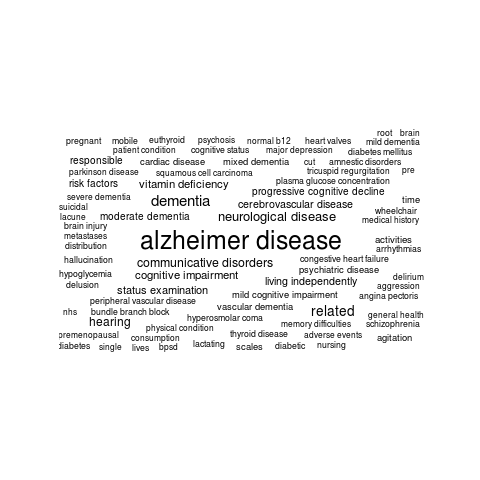 root brain
pregnant mobile euthyroid psychosis normal b12 heart valves mild dementia
patient condition cognitive status major depression diabetes mellitus
responsible cardiac disease mixed dementia cut amnestic disorders
parkinson disease squamous cell carcinoma tricuspid regurgitation pre
risk factors vitamin deficiency plasma glucose concentration
severe dementia dementia progressive cognitive decline time
suicidal cerebrovascular disease wheelchair
lacune moderate dementia neurological disease medical history
brain injury
metastases alzheimer disease activities
distribution arrhythmias
hallucination communicative disorders congestive heart failure
hypoglycemia cognitive impairment psychiatric disease delirium
delusion living independently aggression
status examination mild cognitive impairment angina pectoris
peripheral vascular disease vascular dementia
nhs bundle branch block related general health
hearing hyperosmolar coma memory difficulties schizophrenia
premenopausal physical condition thyroid disease adverse events agitation
diabetes single lives consumption bpsd lactating scales diabetic nursing